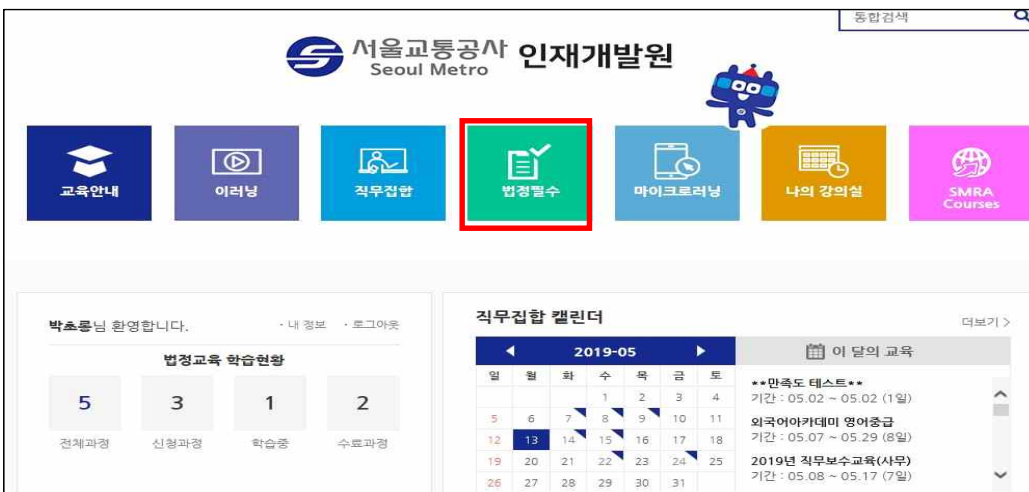 통합검색
서울교통공사 인재개발원
Seoul Metro
교육안내
이러닝
직무집합
법정필수
마이크로러닝
나의 강의실
SMRA
Courses
박초롱님 환영합니다.
· 내 정보 · 로그아웃
법정교육 학습현황
5 3 1 2
전체과정 신청과정 학습중 수료과정
직무집합 캘린더
더보기 >
2019-05
일 월 화 수 목 금 토
1 2 3 4
5 6 7 8 9 10 11
12 13 14 15 16 17 18
19 20 21 22 23 24 25
26 27 28 29 30 31
이 달의 교육
**만족도 테스트**
기간 : 05.02 ~ 05.02 (1일)
외국어아카데미 영어중급
기간 : 05.07 ~ 05.29 (8일)
2019년 직무보수교육(사무)
기간 : 05.08 ~ 05.17 (7일)